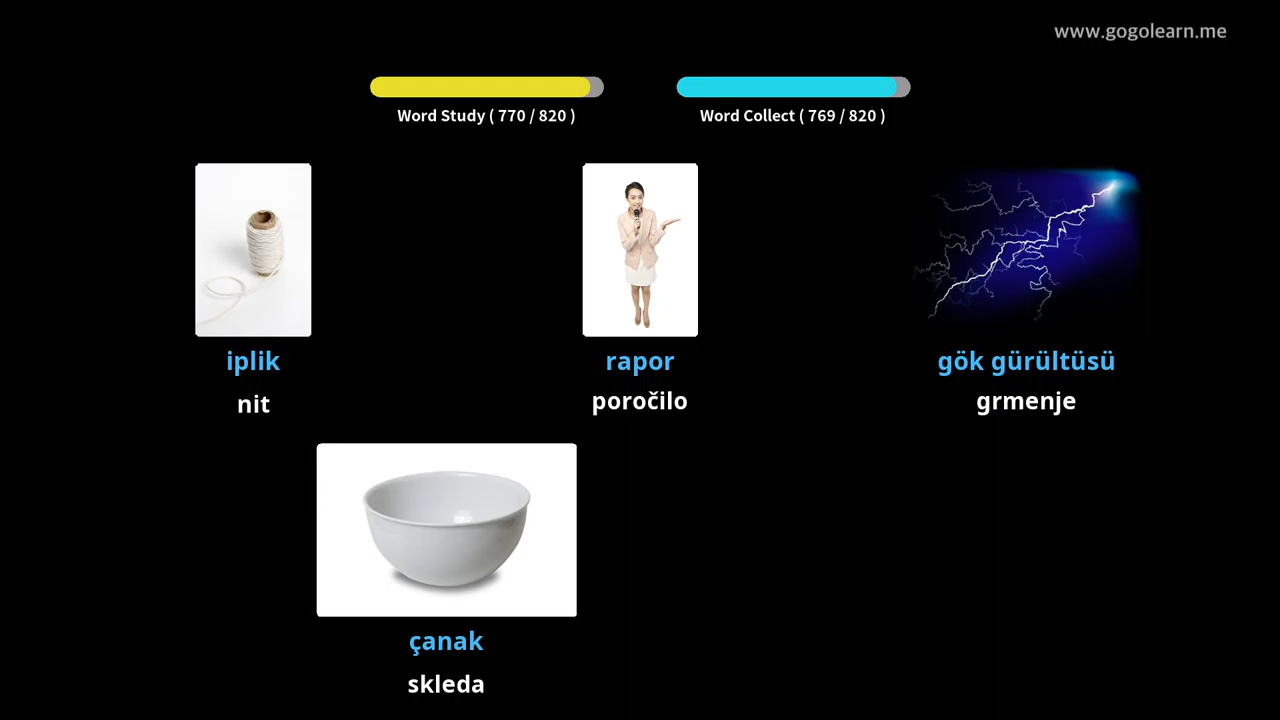 www.gogolearn.me
Word Study ( 770 / 820 )
Word Collect ( 769 / 820 )
iplik
rapor
gök gürültüsü
nit
poročilo
grmenje
çanak
skleda